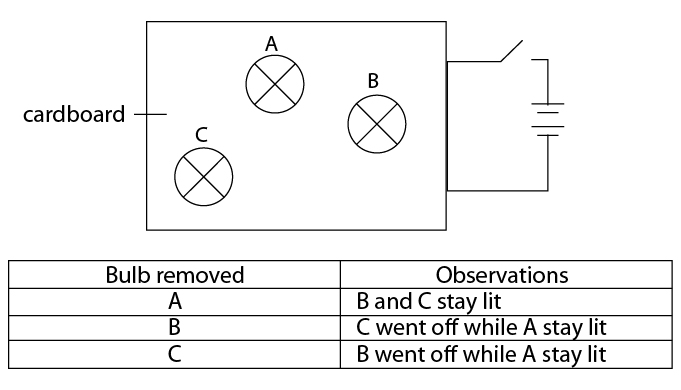 A
B
cardboard
C
Bulb removed Observations
A B and C stay lit
B C went off while A stay lit
C B went off while A stay lit